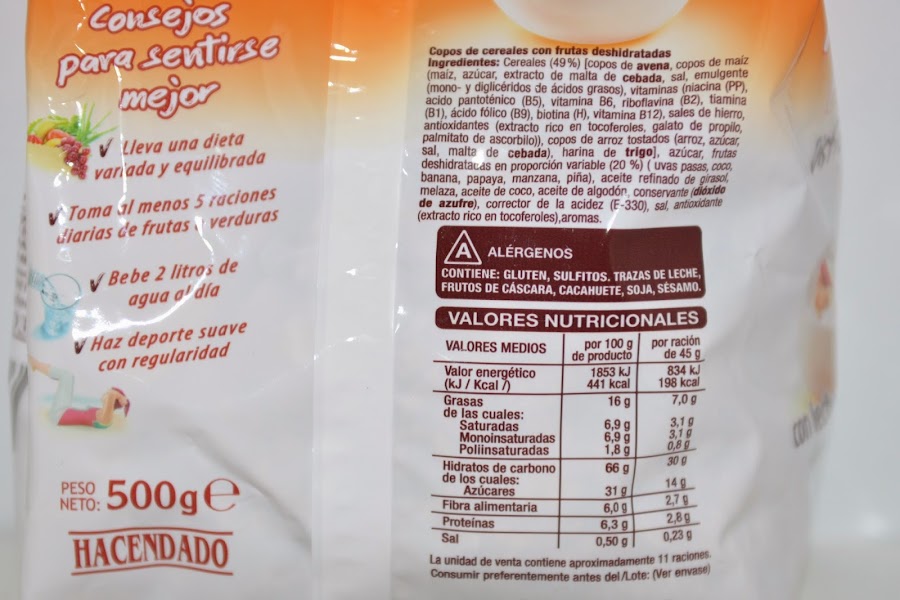 Consejos
para sentirse
mejor
Lleva una dieta
variada y equilibrada
Toma al menos 5 raciones
diarias de frutas o verduras
Bebe 2 litros de
agua al día
Haz deporte suave
con regularidad
PESO
NETO: 500g℮
HACENDADO
Copos de cereales con frutas deshidratadas
Ingredientes: Cereales (49%) [copos de avena, copos de maíz
(maíz, azúcar, extracto de malta de cebada, sal, emulgente
(mono- y diglicéridos de ácidos grasos), vitaminas (niacina (PP),
acido pantoténico (B5), vitamina B6, riboflavina (B2), tiamina
(B1), ácido fólico (B9), biotina (H), vitamina B12), sales de hierro,
antioxidantes (extracto rico en tocoferoles, galato de propilo,
palmitato de ascorbilo)), copos de arroz tostados (arroz, azúcar,
sal, malta de cebada), harina de trigo], azúcar, frutas
deshidratadas en proporción variable (20 %) ( uvas pasas, coco,
banana, papaya, manzana, piña), aceite refinado de girasol,
melaza, aceite de coco, aceite de algodón, conservante (dióxido
de azufre), corrector de la acidez (E-330), sal, antioxidante
(extracto rico en tocoferoles),aromas.
A ALÉRGENOS
CONTIENE: GLUTEN, SULFITOS. TRAZAS DE LECHE,
FRUTOS DE CÁSCARA, CACAHUETE, SOJA, SÉSAMO.
VALORES NUTRICIONALES
VALORES MEDIOS por 100 g de producto por ración de 45 g
Valor energético 1853 kJ 834 kJ
(kJ / Kcal /) 441 kcal 198 kcal
Grasas 16 g 7,0 g
de las cuales:
Saturadas 6,9 g 3,1 g
Monoinsaturadas 6,9 g 3,1 g
Poliinsaturadas 1,8 g 0,8 g
Hidratos de carbono 66 g 30 g
de los cuales:
Azúcares 31 g 14 g
Fibra alimentaria 6,0 g 2,7 g
Proteínas 6,3 g 2,8 g
Sal 0,50 g 0,23 g
La unidad de venta contiene aproximadamente 11 raciones.
Consumir preferentemente antes del/Lote: (Ver envase)